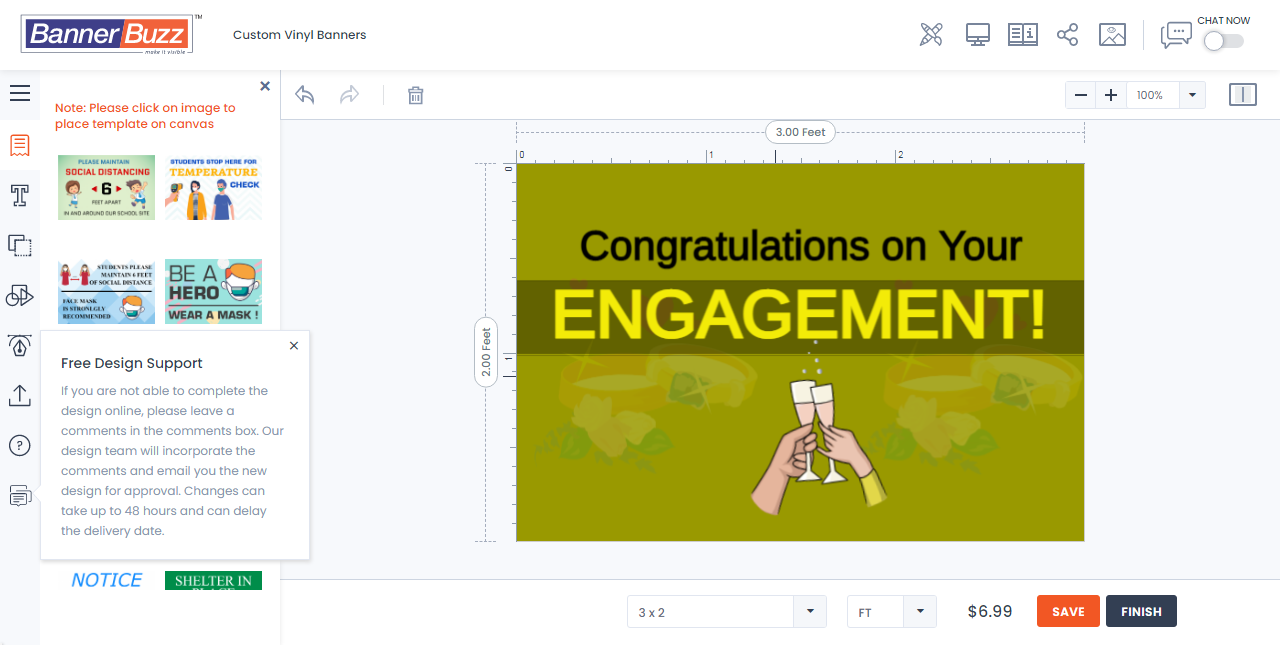 BannerBuzz™
make it visible
Custom Vinyl Banners
CHAT NOW
Note: Please click on image to
place template on canvas
100%
PLEASE MAINTAIN
SOCIAL DISTANCING
6
FEET APART
IN AND AROUND OUR SCHOOL SITE
STUDENTS STOP HERE FOR
TEMPERATURE
CHECK
STUDENTS PLEASE
MAINTAIN 6 FEET
OF SOCIAL DISTANCE
FACE MASK
IS STRONLGLY
RECOMMENDED
BE A
HERO
WEAR A MASK !
Free Design Support
If you are not able to complete the
design online, please leave a
comments in the comments box. Our
design team will incorporate the
comments and email you the new
design for approval. Changes can
take up to 48 hours and can delay
the delivery date.
NOTICE
SHELTER IN
PLACE
3.00 Feet
0
1
2
0
1
2.00 Feet
Congratulations on Your
ENGAGEMENT!
3 x 2
FT
$6.99
SAVE
FINISH